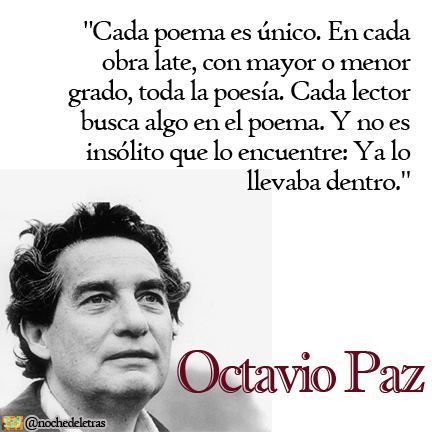 "Cada poema es único. En cada
obra late, con mayor o menor
grado, toda la poesía. Cada lector
busca algo en el poema. Y no es
insólito que lo encuentre: Ya lo
llevaba dentro."
Octavio Paz
@nochedeletras